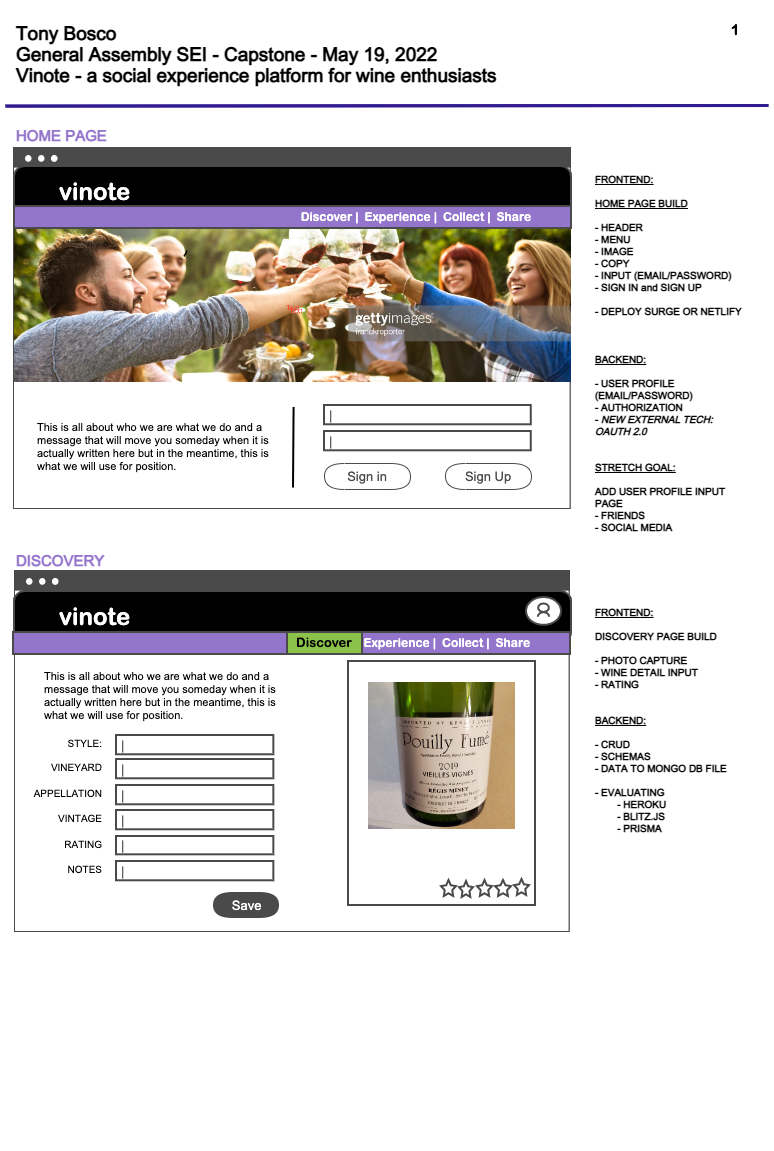 Tony Bosco
General Assembly SEI - Capstone - May 19, 2022
Vinote - a social experience platform for wine enthusiasts
1
HOME PAGE
vinote
Discover | Experience | Collect | Share
gettyimages
franckreporter
This is all about who we are what we do and a
message that will move you someday when it is
actually written here but in the meantime, this is
what we will use for position.
Sign in
Sign Up
FRONTEND:
HOME PAGE BUILD
- HEADER
- MENU
- IMAGE
- COPY
- INPUT (EMAIL/PASSWORD)
- SIGN IN and SIGN UP
- DEPLOY SURGE OR NETLIFY
BACKEND:
- USER PROFILE
(EMAIL/PASSWORD)
- AUTHORIZATION
- NEW EXTERNAL TECH:
OAUTH 2.0
STRETCH GOAL:
ADD USER PROFILE INPUT
PAGE
- FRIENDS
- SOCIAL MEDIA
DISCOVERY
vinote
Discover Experience | Collect | Share
This is all about who we are what we do and a
message that will move you someday when it is
actually written here but in the meantime, this is
what we will use for position.
STYLE:
VINEYARD
APPELLATION
VINTAGE
RATING
NOTES
Save
Pouilly Fumé
2019
VIEILLES VIGNES
RÉGIS MINET
FRONTEND:
DISCOVERY PAGE BUILD
- PHOTO CAPTURE
- WINE DETAIL INPUT
- RATING
BACKEND:
- CRUD
- SCHEMAS
- DATA TO MONGO DB FILE
- EVALUATING
- HEROKU
- BLITZ.JS
- PRISMA